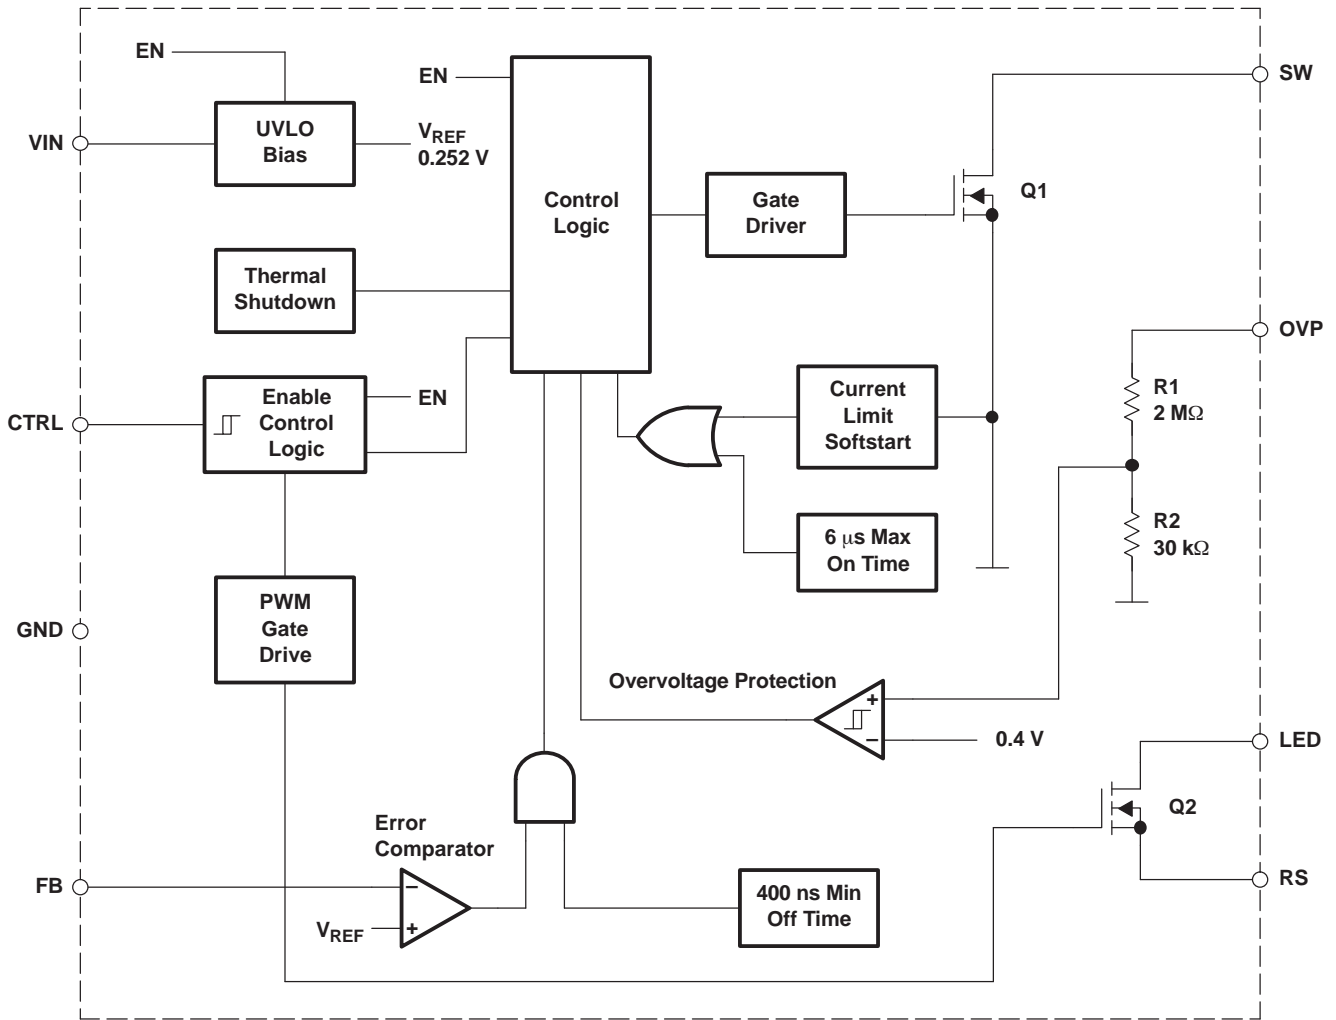 EN
EN
SW
VIN
UVLO
Bias
VREF
0.252 V
Control
Logic
Gate
Driver
Q1
Thermal
Shutdown
OVP
CTRL
Enable
Control
Logic
EN
Current
Limit
Softstart
R1
2 MΩ
6 μs Max
On Time
R2
30 kΩ
GND
PWM
Gate
Drive
Overvoltage Protection
+
−
0.4 V
LED
Q2
Error
Comparator
FB
−
VREF
+
400 ns Min
Off Time
RS